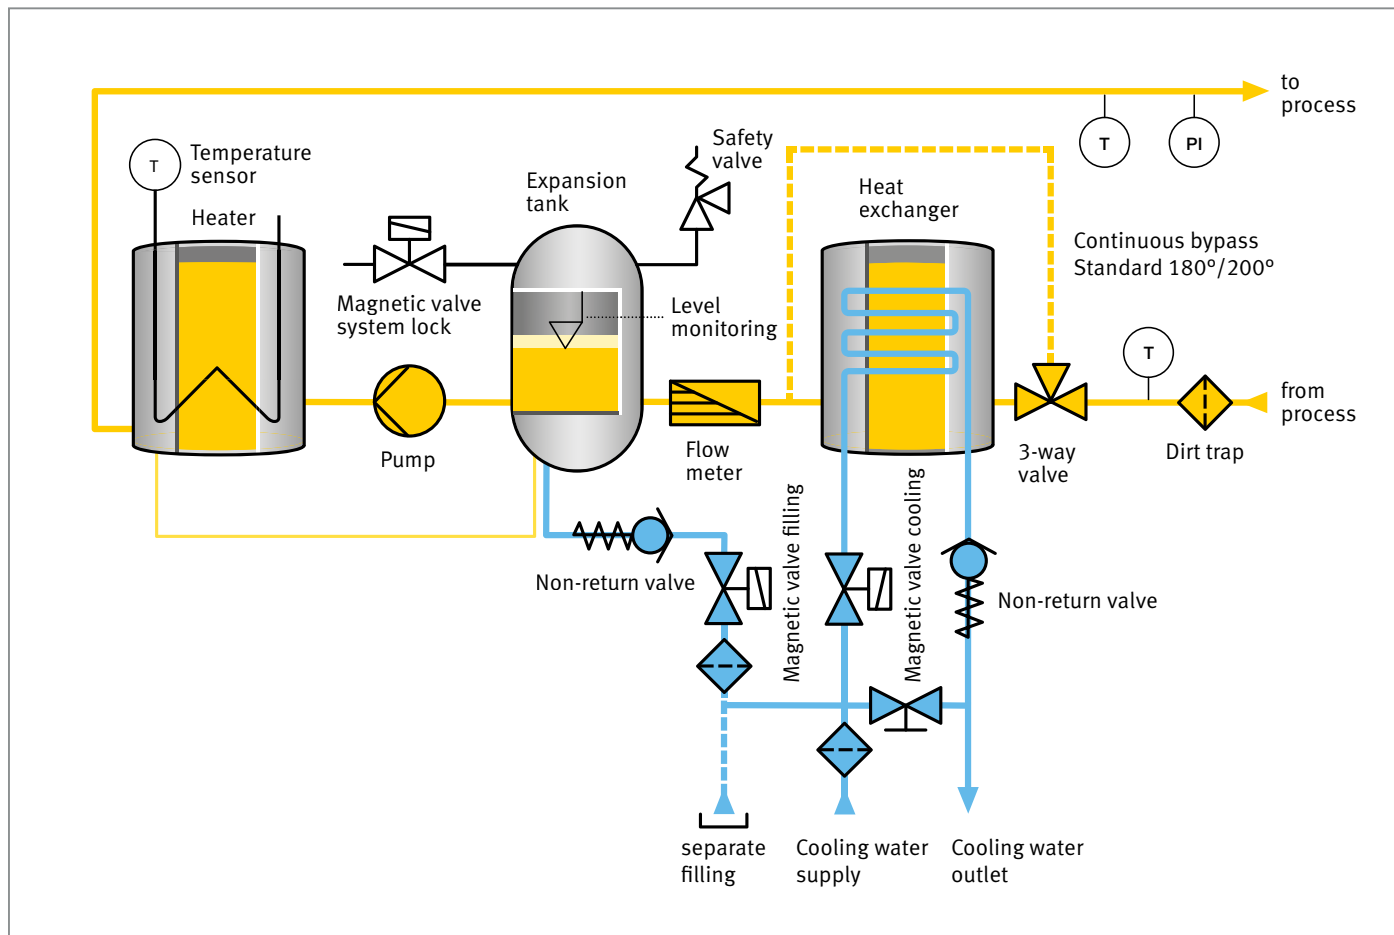 to
process
T
PI
Safety
valve
T
Temperature
sensor
Expansion
tank
Heat
exchanger
Heater
Continuous bypass
Standard 180°/200°
Magnetic valve
system lock
Level
monitoring
T
from
process
Pump
Flow
meter
3-way
valve
Dirt trap
Magnetic valve filling
Magnetic valve cooling
Non-return valve
Non-return valve
separate
filling
Cooling water
supply
Cooling water
outlet